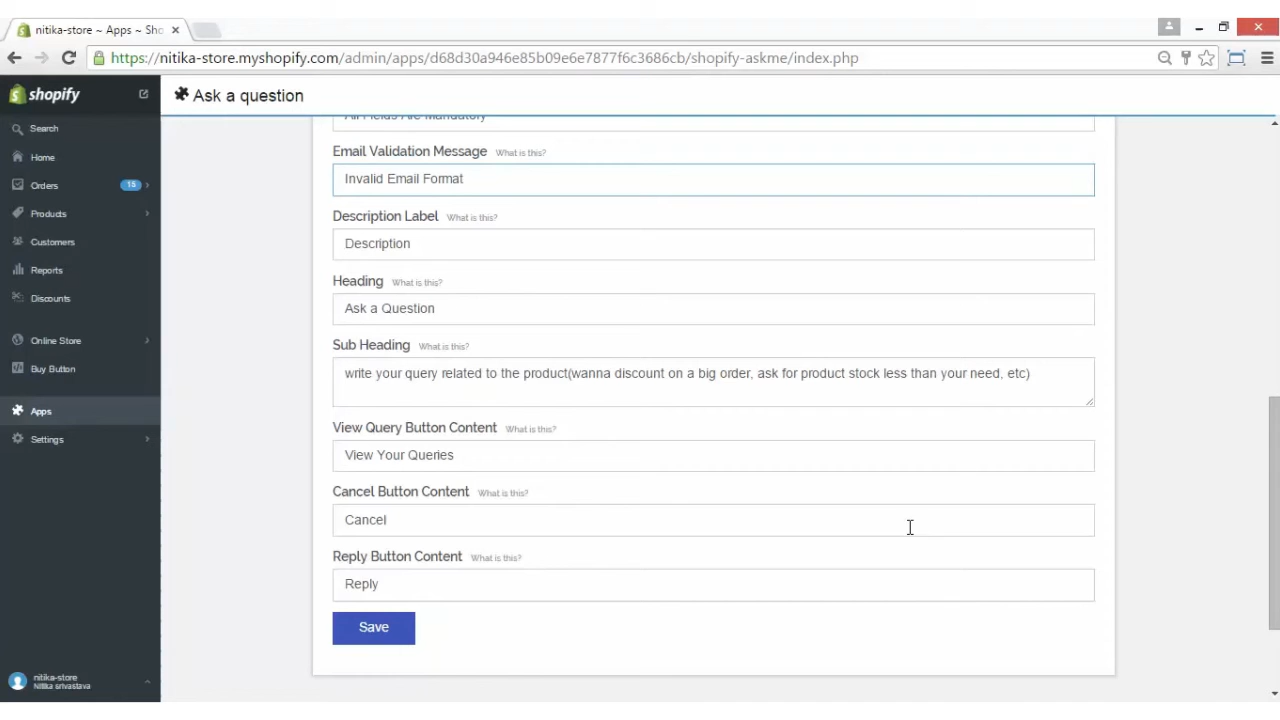 nitika-store ~ Apps ~ Sho
https://nitika-store.myshopify.com/admin/apps/d68d30a946e85b09e6e7877f6c3686cb/shopify-askme/index.php
shopify
Ask a question
Search
Home
Orders 15
Products
Customers
Reports
Discounts
Online Store
Buy Button
Apps
Settings
nitika-store
Nitika srivastava
All Fields Are Mandatory
Email Validation Message What is this?
Invalid Email Format
Description Label What is this?
Description
Heading What is this?
Ask a Question
Sub Heading What is this?
write your query related to the product(wanna discount on a big order, ask for product stock less than your need, etc)
View Query Button Content What is this?
View Your Queries
Cancel Button Content What is this?
Cancel
Reply Button Content What is this?
Reply
Save